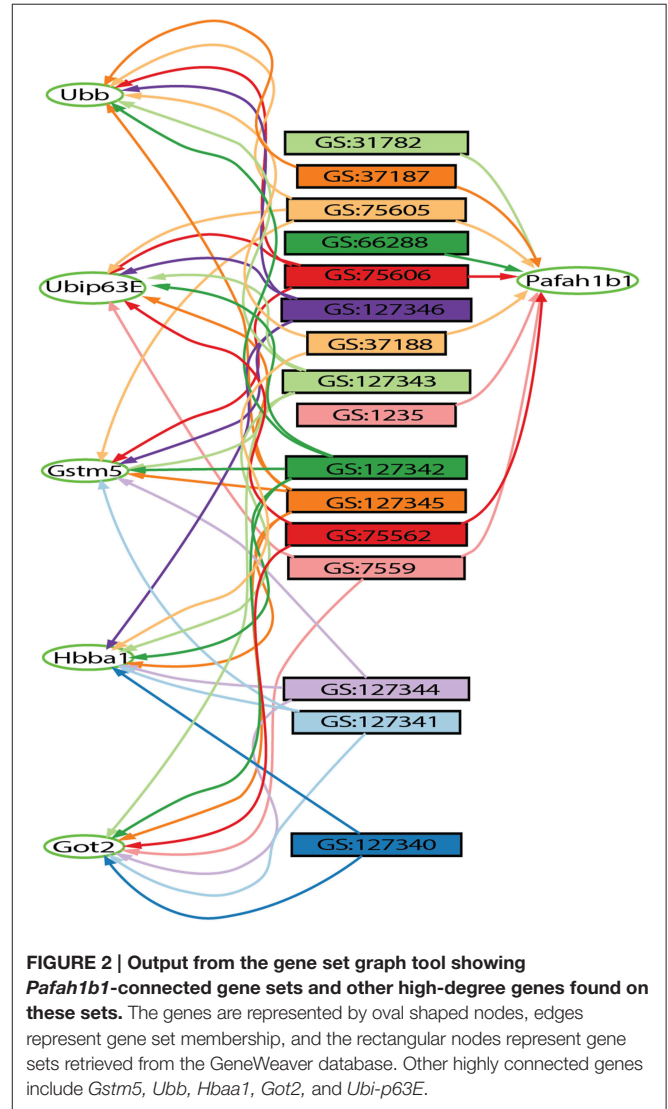 Ubb
GS:31782
GS:37187
GS:75605
GS:66288
Ubip63E
GS:75606
Pafah1b1
GS:127346
GS:37188
GS:127343
GS:1235
Gstm5
GS:127342
GS:127345
GS:75562
GS:7559
Hbba1
GS:127344
GS:127341
Got2
GS:127340
FIGURE 2 | Output from the gene set graph tool showing
Pafah1b1-connected gene sets and other high-degree genes found on
these sets. The genes are represented by oval shaped nodes, edges
represent gene set membership, and the rectangular nodes represent gene
sets retrieved from the GeneWeaver database. Other highly connected genes
include Gstm5, Ubb, Hbaa1, Got2, and Ubi-p63E.